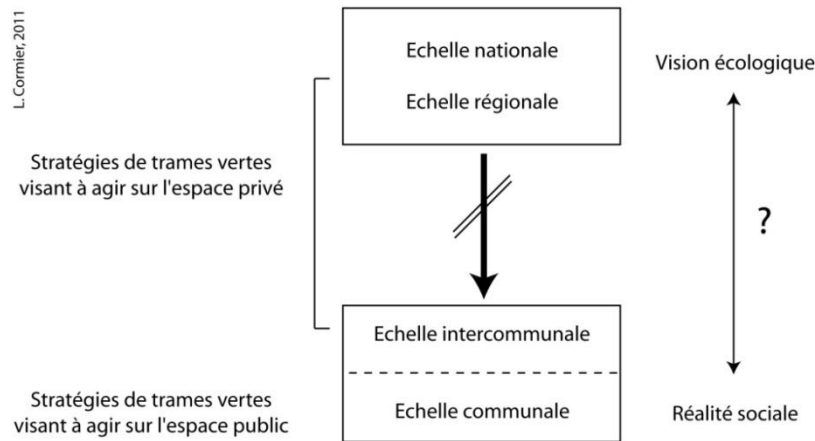 L. Cormier, 2011
Echelle nationale
Echelle régionale
Vision écologique
Stratégies de trames vertes
visant à agir sur l'espace privé
?
Echelle intercommunale
Echelle communale
Stratégies de trames vertes
visant à agir sur l'espace public
Réalité sociale